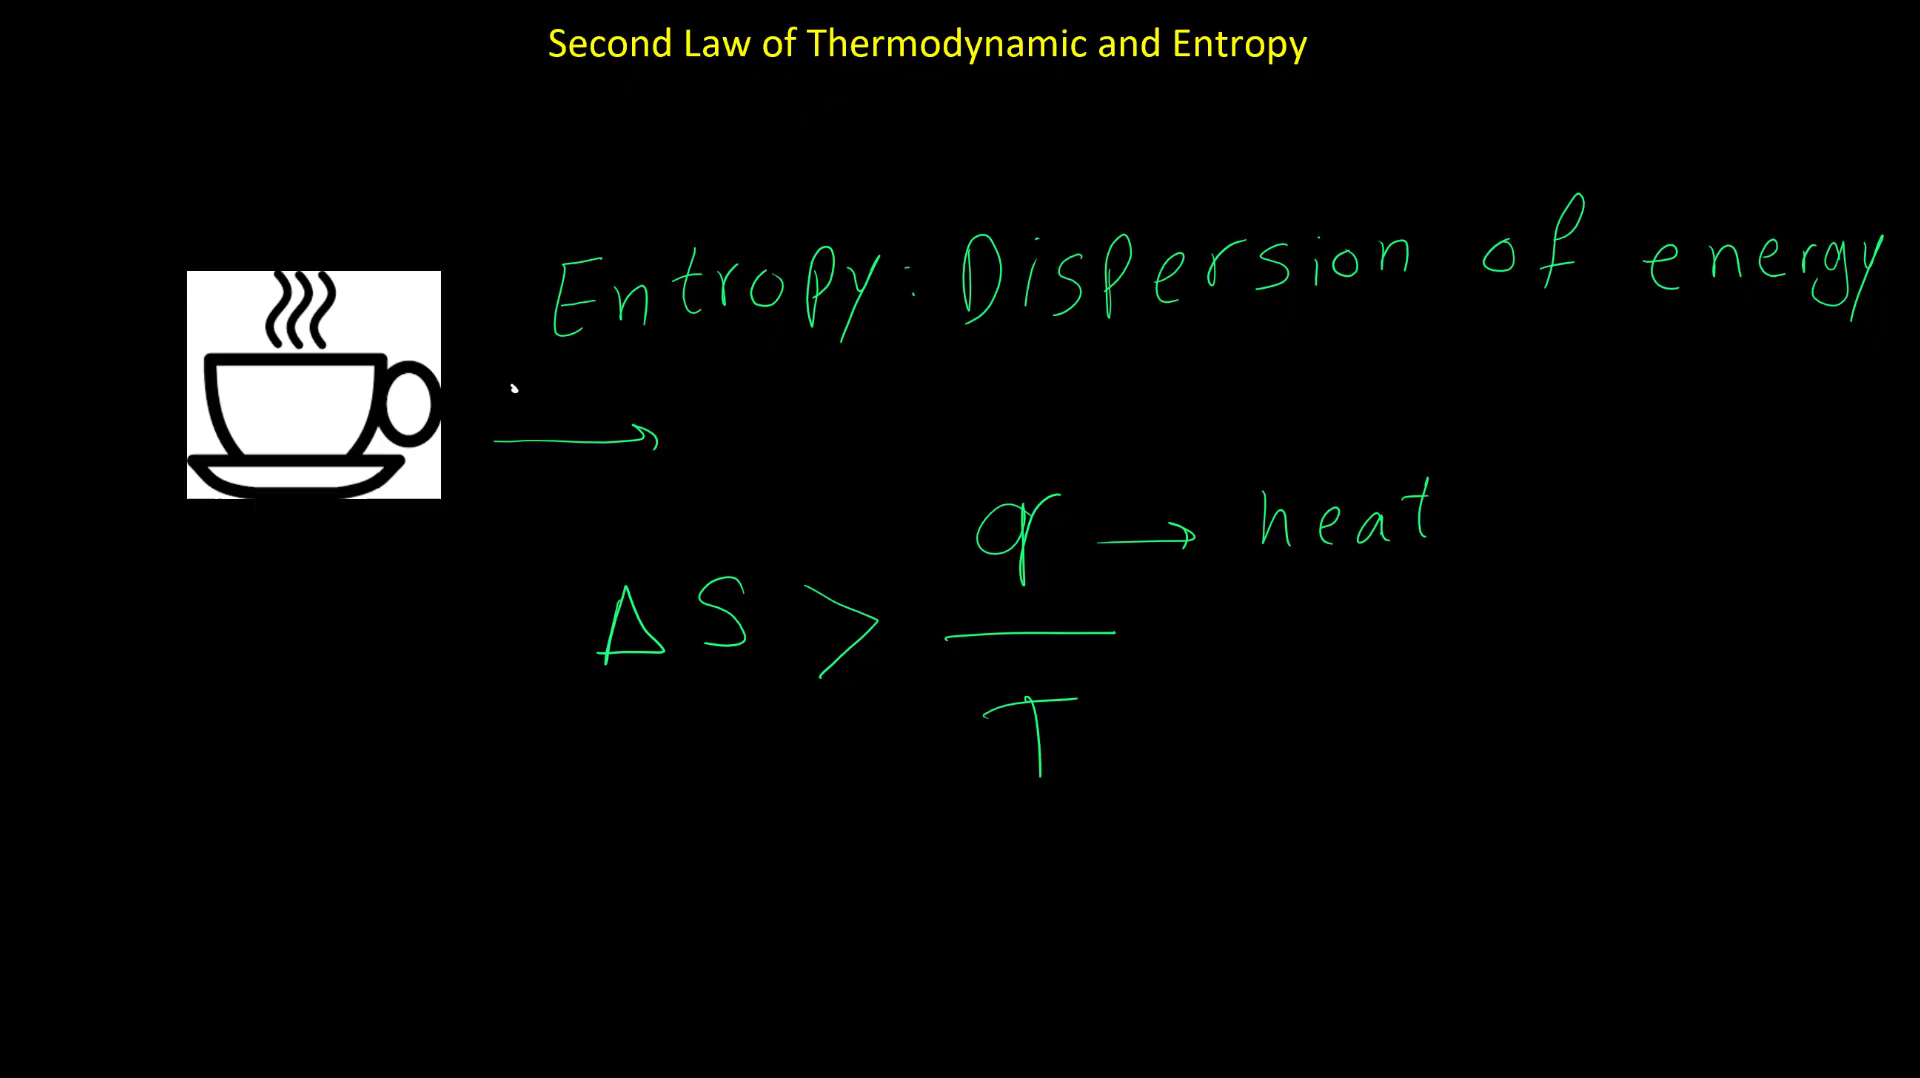 Second Law of Thermodynamic and Entropy
Entropy: Dispersion of energy
q → heat
ΔS >
T